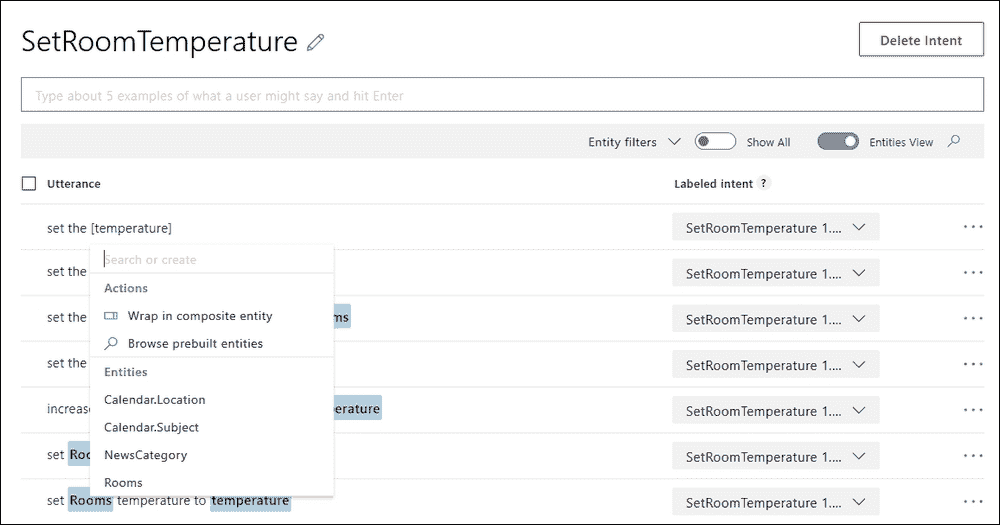 SetRoomTemperature
Delete Intent
Type about 5 examples of what a user might say and hit Enter
Entity filters Show All Entities View
Utterance Labeled intent ?
set the [temperature] SetRoomTemperature 1.... ...
Search or create
set the SetRoomTemperature 1.... ...
Actions
set the Wrap in composite entity ms SetRoomTemperature 1.... ...
Browse prebuilt entities
set the SetRoomTemperature 1.... ...
Entities
increase Calendar.Location erature SetRoomTemperature 1.... ...
Calendar.Subject
set Roo NewsCategory SetRoomTemperature 1.... ...
Rooms
set Rooms temperature to temperature SetRoomTemperature 1.... ...